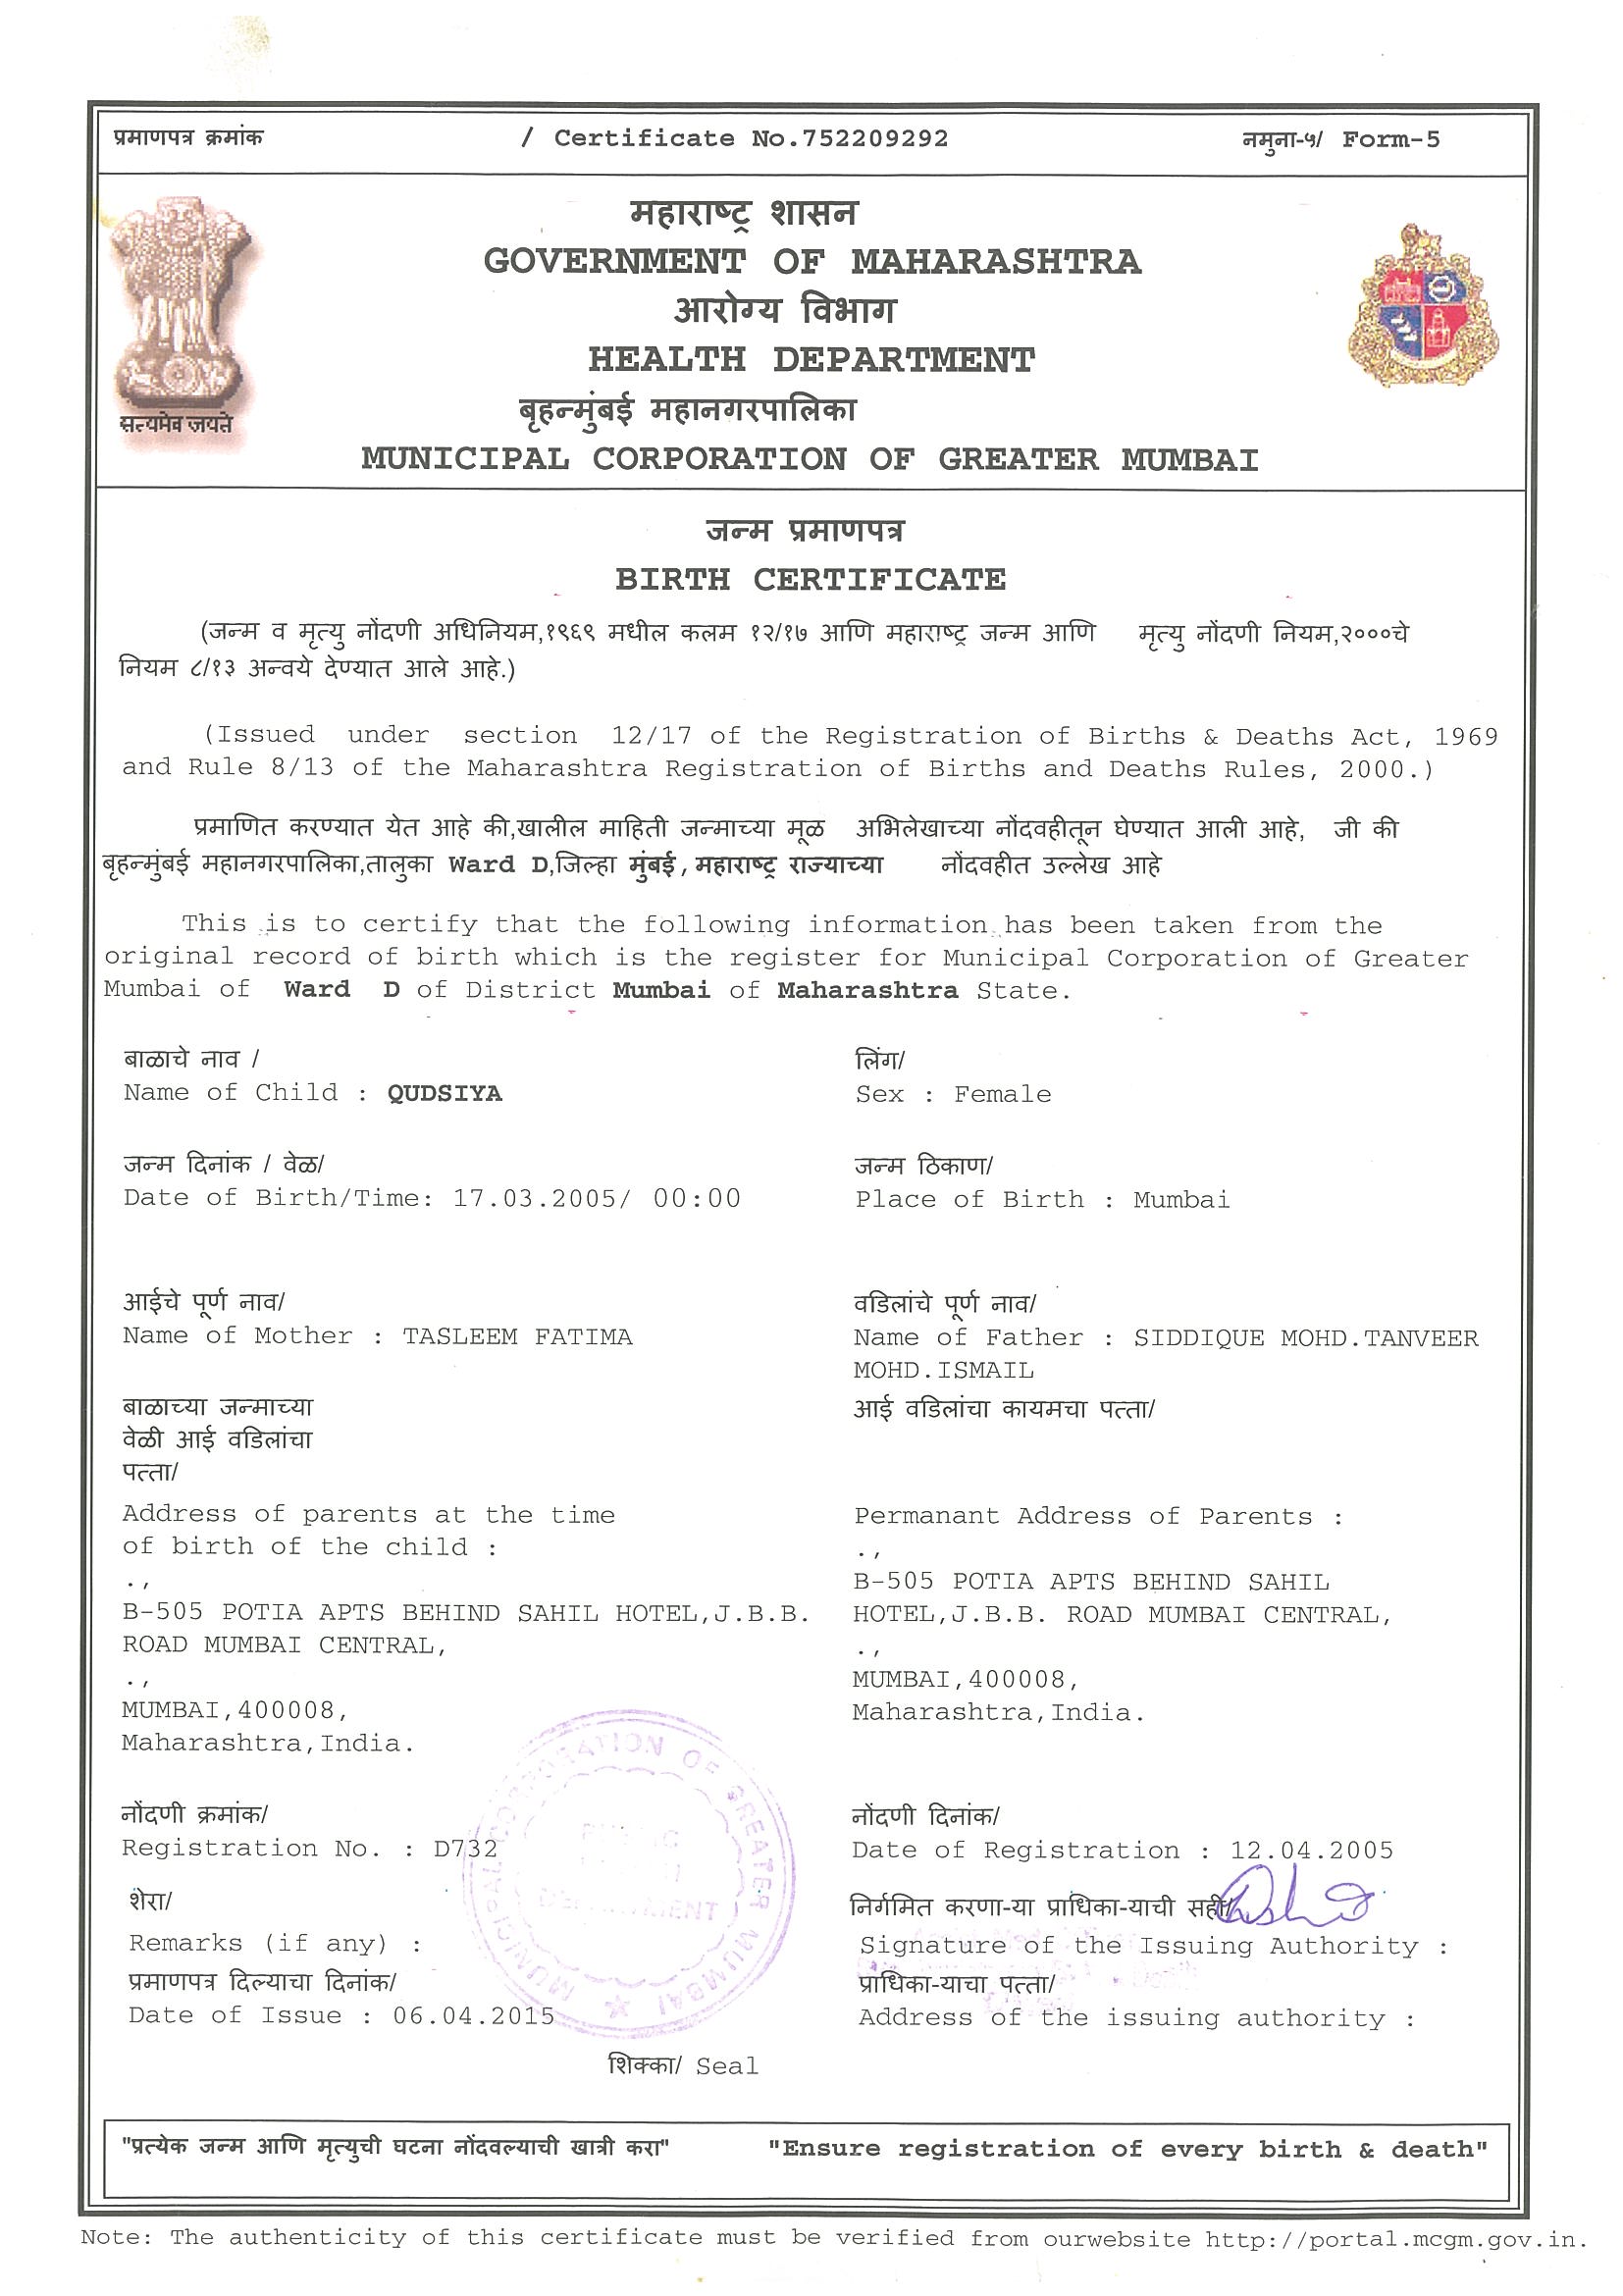 प्रमाणपत्र क्रमांक / Certificate No.752209292 नमुना-५/ Form-5
महाराष्ट्र शासन
GOVERNMENT OF MAHARASHTRA
आरोग्य विभाग
HEALTH DEPARTMENT
सत्यमेव जयते
बृहन्मुंबई महानगरपालिका
MUNICIPAL CORPORATION OF GREATER MUMBAI
जन्म प्रमाणपत्र
BIRTH CERTIFICATE
(जन्म व मृत्यु नोंदणी अधिनियम,१९६९ मधील कलम १२/१७ आणि महाराष्ट्र जन्म आणि मृत्यु नोंदणी नियम,२०००चे
नियम ८/१३ अन्वये देण्यात आले आहे.)
(Issued under section 12/17 of the Registration of Births & Deaths Act, 1969
and Rule 8/13 of the Maharashtra Registration of Births and Deaths Rules, 2000.)
प्रमाणित करण्यात येत आहे की,खालील माहिती जन्माच्या मूळ अभिलेखाच्या नोंदवहीतून घेण्यात आली आहे, जी की
बृहन्मुंबई महानगरपालिका,तालुका Ward D,जिल्हा मुंबई,महाराष्ट्र राज्याच्या नोंदवहीत उल्लेख आहे
This is to certify that the following information has been taken from the
original record of birth which is the register for Municipal Corporation of Greater
Mumbai of Ward D of District Mumbai of Maharashtra State.
बाळाचे नाव / लिंग/
Name of Child : QUDSIYA Sex : Female
जन्म दिनांक / वेळ/ जन्म ठिकाण/
Date of Birth/Time: 17.03.2005/ 00:00 Place of Birth : Mumbai
आईचे पूर्ण नाव/ वडिलांचे पूर्ण नाव/
Name of Mother : TASLEEM FATIMA Name of Father : SIDDIQUE MOHD.TANVEER
MOHD.ISMAIL
बाळाच्या जन्माच्या आई वडिलांचा कायमचा पत्ता/
वेळी आई वडिलांचा
पत्ता/
Address of parents at the time Permanant Address of Parents :
of birth of the child : .,
., B-505 POTIA APTS BEHIND SAHIL
B-505 POTIA APTS BEHIND SAHIL HOTEL,J.B.B. HOTEL,J.B.B. ROAD MUMBAI CENTRAL,
ROAD MUMBAI CENTRAL, .,
., MUMBAI,400008,
MUMBAI,400008, Maharashtra,India.
Maharashtra,India.
नोंदणी क्रमांक/ नोंदणी दिनांक/
Registration No. : D732 Date of Registration : 12.04.2005
शेरा/ निर्गमित करणा-या प्राधिका-याची सही/
Remarks (if any) : Signature of the Issuing Authority :
प्रमाणपत्र दिल्याचा दिनांक/ प्राधिका-याचा पत्ता/
Date of Issue : 06.04.2015 Address of the issuing authority :
MUNICIPAL CORPORATION OF GREATER MUMBAI
DEPARTMENT
शिक्का/ Seal
"प्रत्येक जन्म आणि मृत्युची घटना नोंदवल्याची खात्री करा" "Ensure registration of every birth & death"
Note: The authenticity of this certificate must be verified from ourwebsite http://portal.mcgm.gov.in.